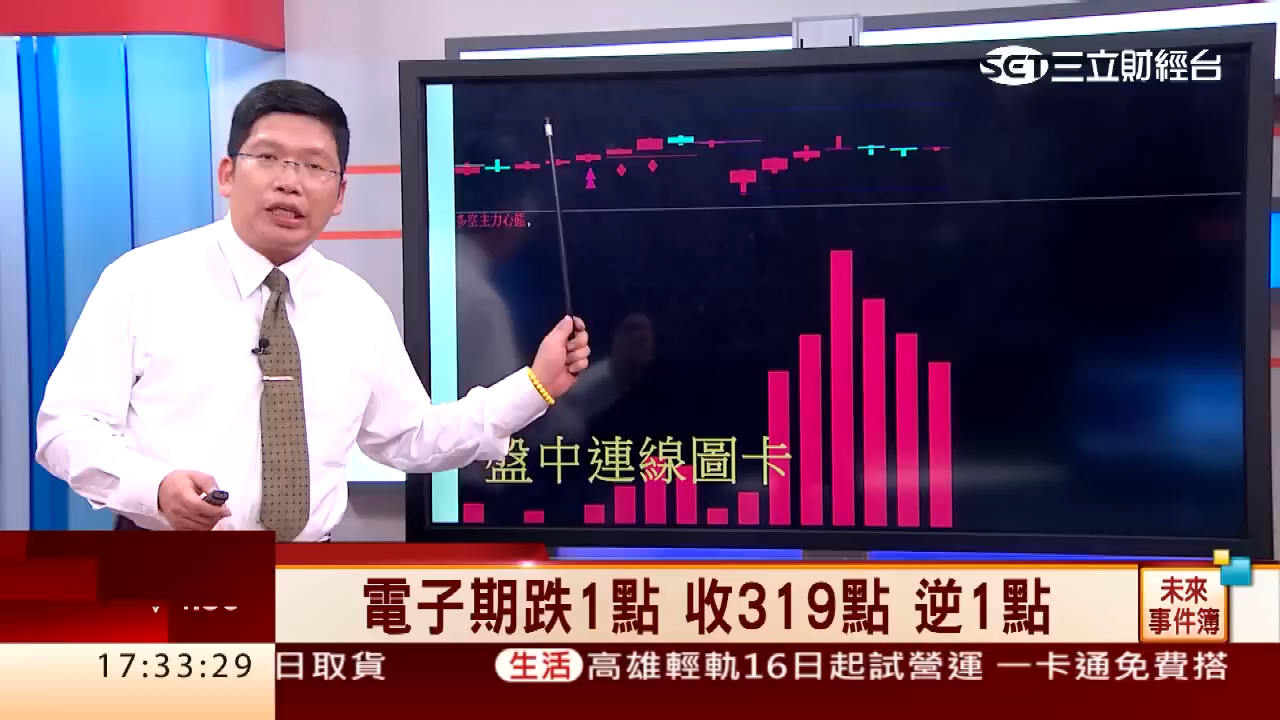 SET三立財經台
多空主力心態,
盤中連線圖卡
電子期跌1點 收319點 逆1點
未來
事件簿
17:33:29
日取貨
生活 高雄輕軌16日起試營運 一卡通免費搭